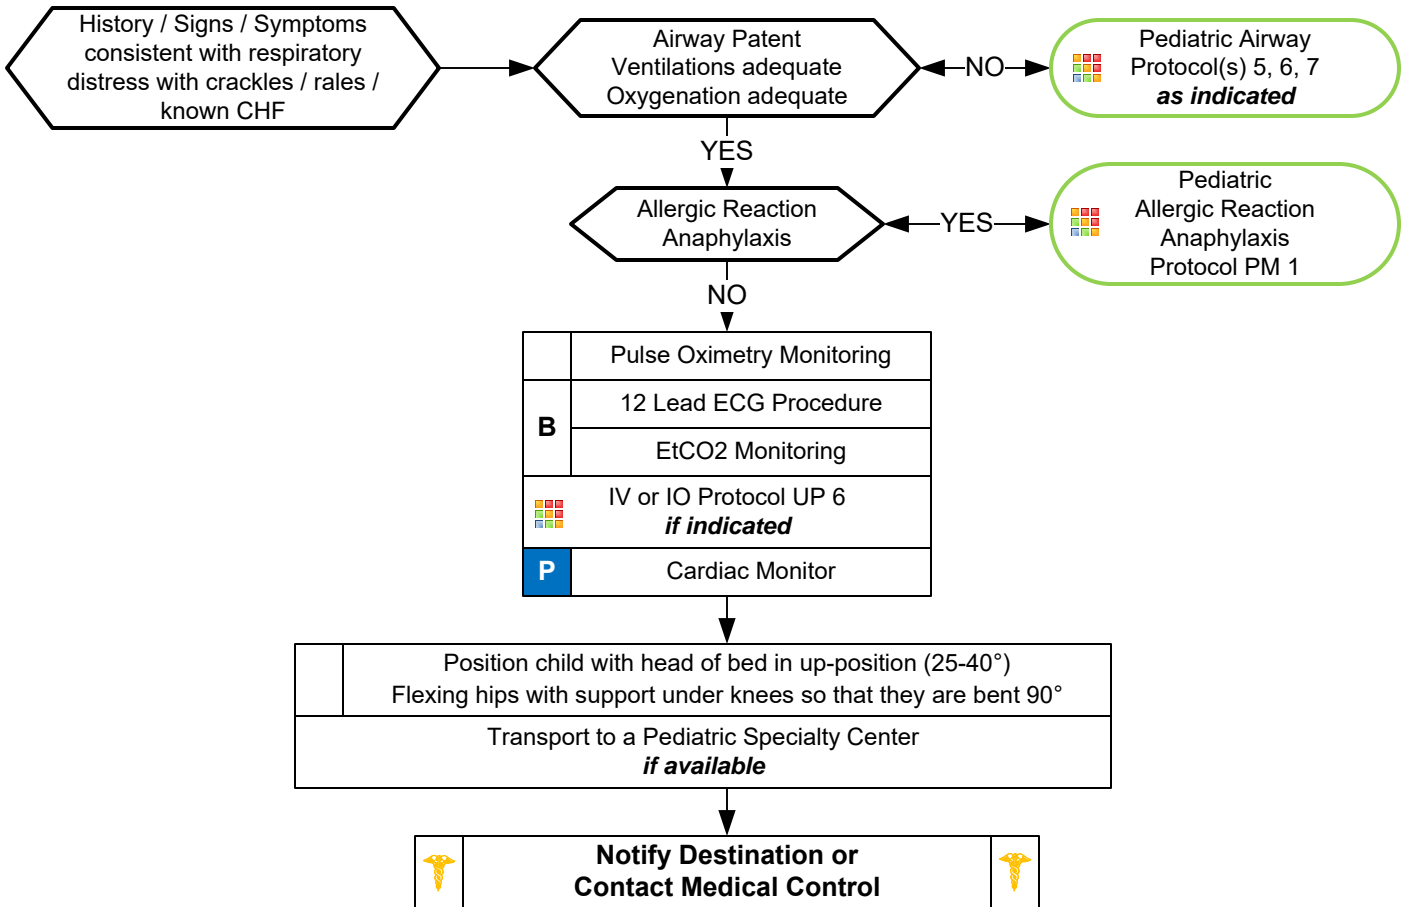 History / Signs / Symptoms
consistent with respiratory
distress with crackles / rales /
known CHF
Airway Patent
Ventilations adequate
Oxygenation adequate
NO
Pediatric Airway
Protocol(s) 5, 6, 7
as indicated
YES
Allergic Reaction
Anaphylaxis
YES
Pediatric
Allergic Reaction
Anaphylaxis
Protocol PM 1
NO
Pulse Oximetry Monitoring
B
12 Lead ECG Procedure
EtCO2 Monitoring
IV or IO Protocol UP 6
if indicated
P
Cardiac Monitor
Position child with head of bed in up-position (25-40°)
Flexing hips with support under knees so that they are bent 90°
Transport to a Pediatric Specialty Center
if available
Notify Destination or
Contact Medical Control